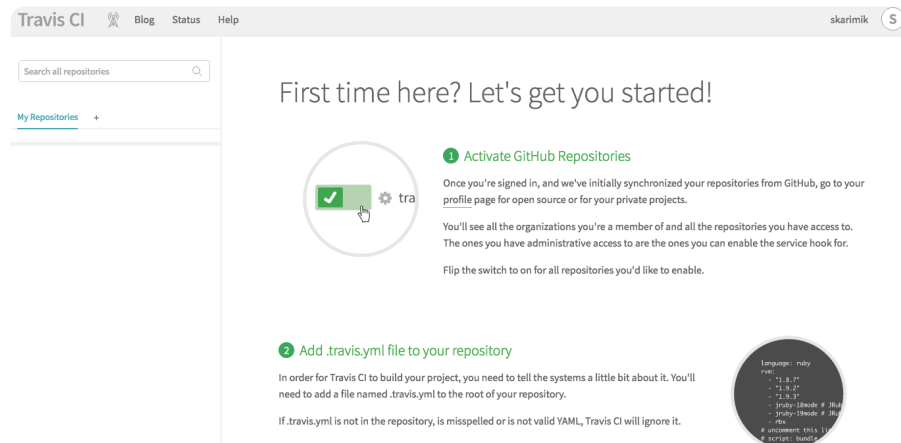 Travis CI Blog Status Help skarimik S
Search all repositories
My Repositories +
First time here? Let's get you started!
tra
1 Activate GitHub Repositories
Once you're signed in, and we've initially synchronized your repositories from GitHub, go to your
profile page for open source or for your private projects.
You'll see all the organizations you're a member of and all the repositories you have access to.
The ones you have administrative access to are the ones you can enable the service hook for.
Flip the switch to on for all repositories you'd like to enable.
2 Add .travis.yml file to your repository
In order for Travis CI to build your project, you need to tell the systems a little bit about it. You'll
need to add a file named .travis.yml to the root of your repository.
If .travis.yml is not in the repository, is misspelled or is not valid YAML, Travis CI will ignore it.
language: ruby
rvm:
- "1.8.7"
- "1.9.2"
- "1.9.3"
- jruby-18mode # JRub
- jruby-19mode # JRu
- rbx
# uncomment this li
# script: bundle